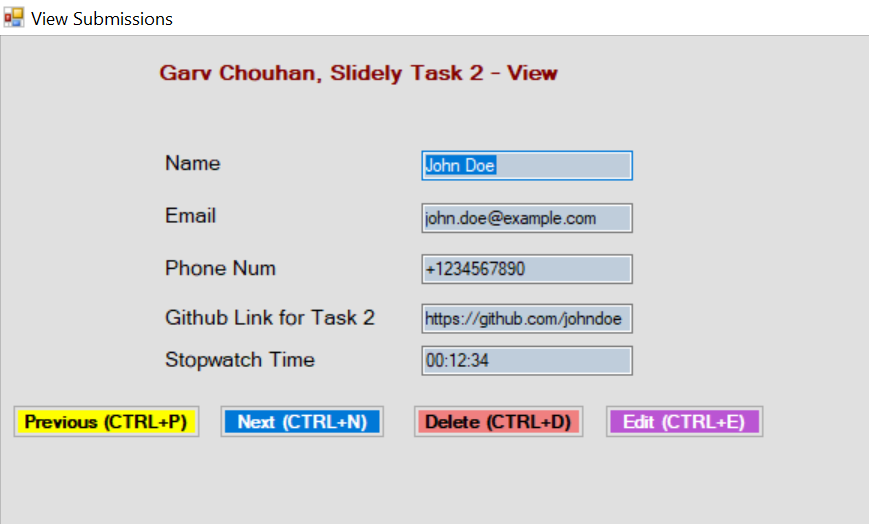 View Submissions
Garv Chouhan, Slidely Task 2 - View
Name John Doe
Email john.doe@example.com
Phone Num +1234567890
Github Link for Task 2 https://github.com/johndoe
Stopwatch Time 00:12:34
Previous (CTRL+P) Next (CTRL+N) Delete (CTRL+D) Edit (CTRL+E)